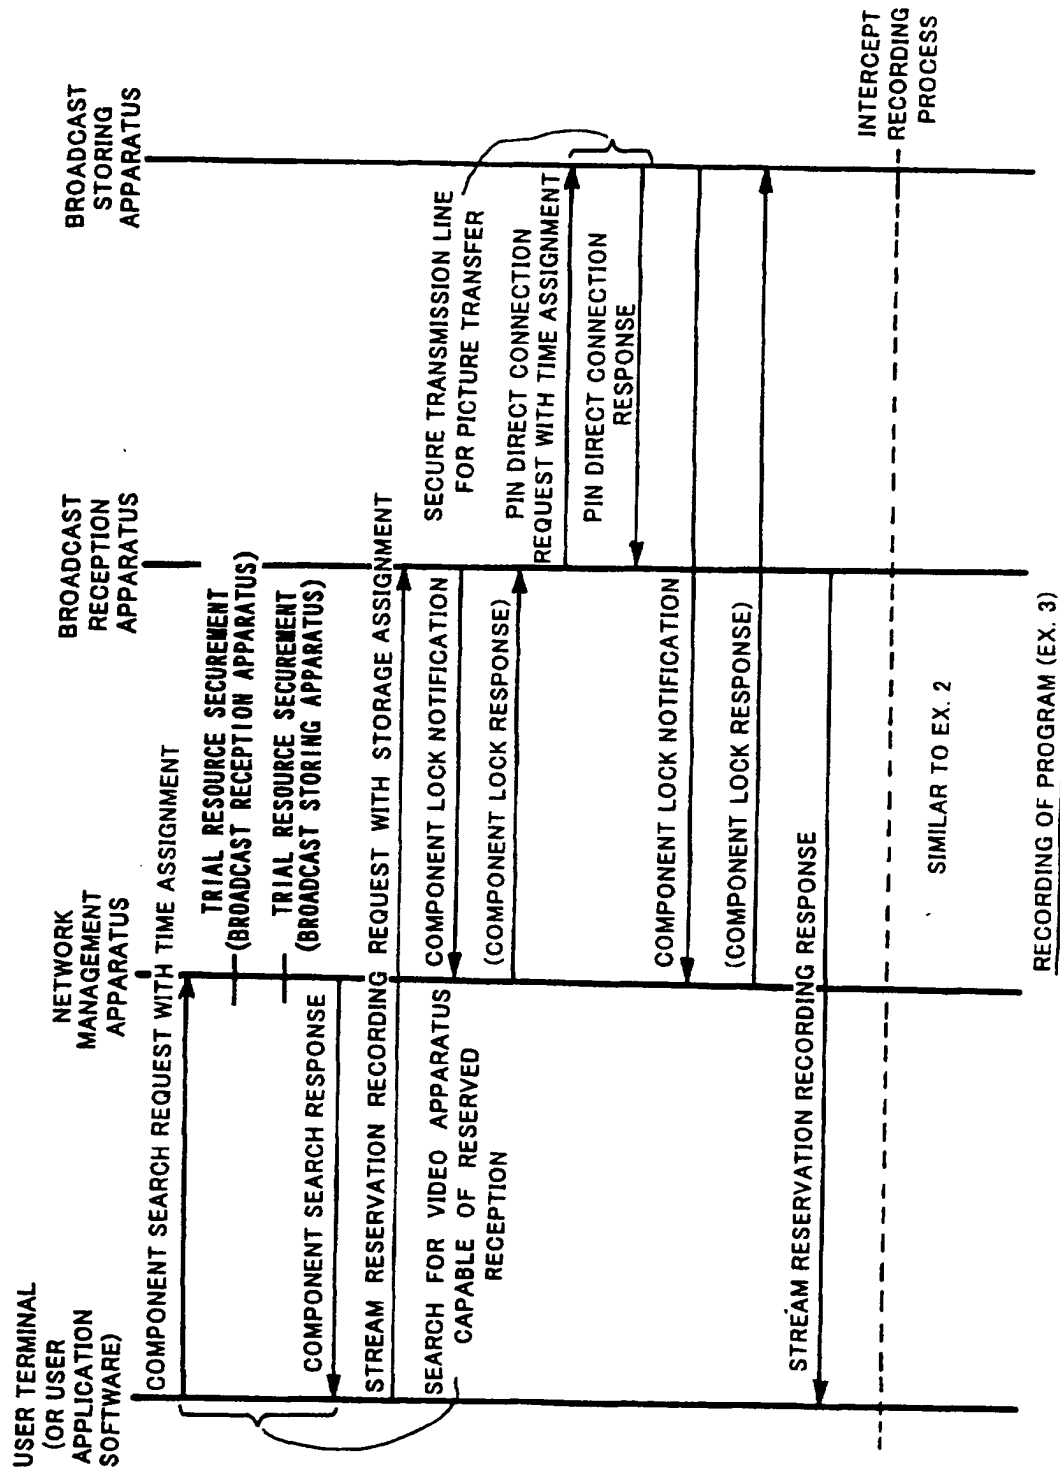 USER TERMINAL
(OR USER
APPLICATION
SOFTWARE)
NETWORK
MANAGEMENT
APPARATUS
BROADCAST
RECEPTION
APPARATUS
BROADCAST
STORING
APPARATUS
COMPONENT SEARCH REQUEST WITH TIME ASSIGNMENT
TRIAL RESOURCE SECUREMENT
(BROADCAST RECEPTION APPARATUS)
TRIAL RESOURCE SECUREMENT
(BROADCAST STORING APPARATUS)
COMPONENT SEARCH RESPONSE
STREAM RESERVATION RECORDING REQUEST WITH STORAGE ASSIGNMENT
SEARCH FOR VIDEO APPARATUS
CAPABLE OF RESERVED
RECEPTION
COMPONENT LOCK NOTIFICATION
(COMPONENT LOCK RESPONSE)
SECURE TRANSMISSION LINE
FOR PICTURE TRANSFER
PIN DIRECT CONNECTION
REQUEST WITH TIME ASSIGNMENT
PIN DIRECT CONNECTION
RESPONSE
COMPONENT LOCK NOTIFICATION
(COMPONENT LOCK RESPONSE)
STREAM RESERVATION RECORDING RESPONSE
INTERCEPT
RECORDING
PROCESS
SIMILAR TO EX. 2
RECORDING OF PROGRAM (EX. 3)